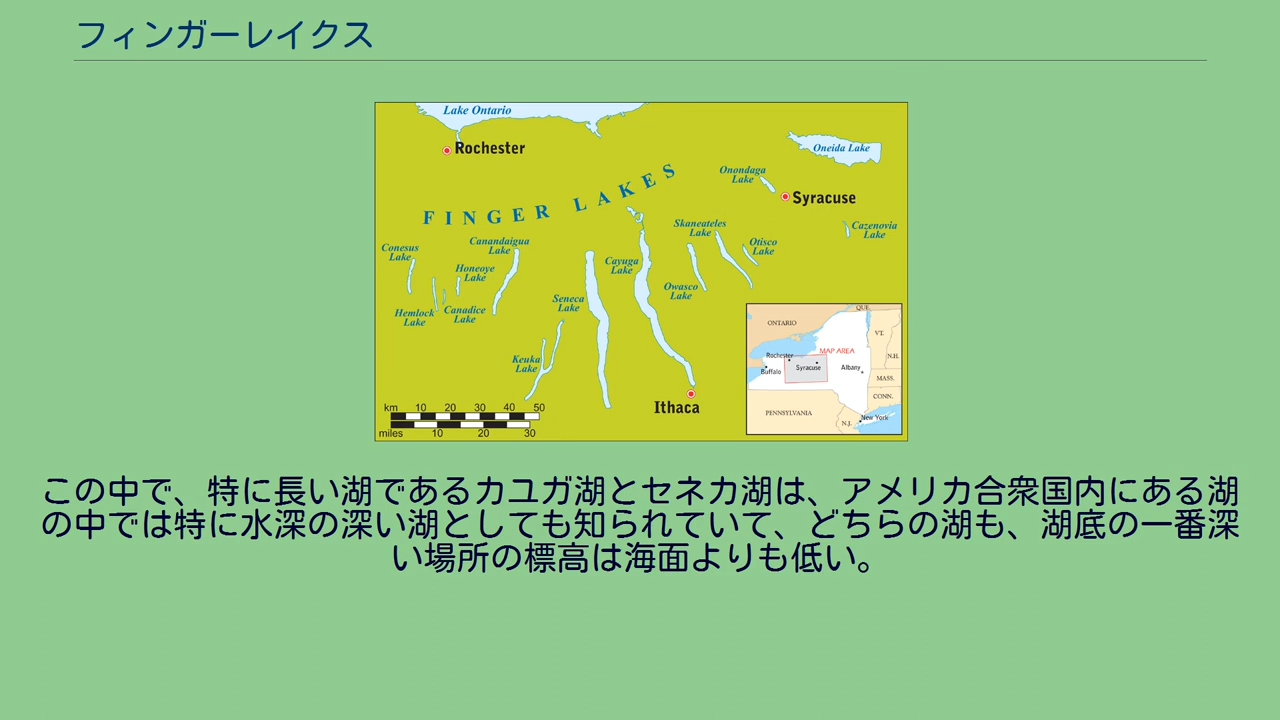 フィンガーレイクス
Lake Ontario
Rochester
Oneida Lake
Onondaga
Lake
Syracuse
FINGER LAKES
Skaneateles
Lake
Cazenovia
Lake
Conesus
Lake
Canandaigua
Lake
Otisco
Lake
Honeoye
Lake
Cayuga
Lake
Owasco
Lake
Seneca
Lake
Hemlock
Lake
Canadice
Lake
Keuka
Lake
Ithaca
km 10 20 30 40 50
miles 10 20 30
QUE.
ONTARIO
VT.
MAP AREA
N.H.
Rochester
Buffalo
Syracuse
Albany
MASS.
CONN.
PENNSYLVANIA
N.J.
New York
この中で、特に長い湖であるカユガ湖とセネカ湖は、アメリカ合衆国内にある湖
の中では特に水深の深い湖としても知られていて、どちらの湖も、湖底の一番深
い場所の標高は海面よりも低い。